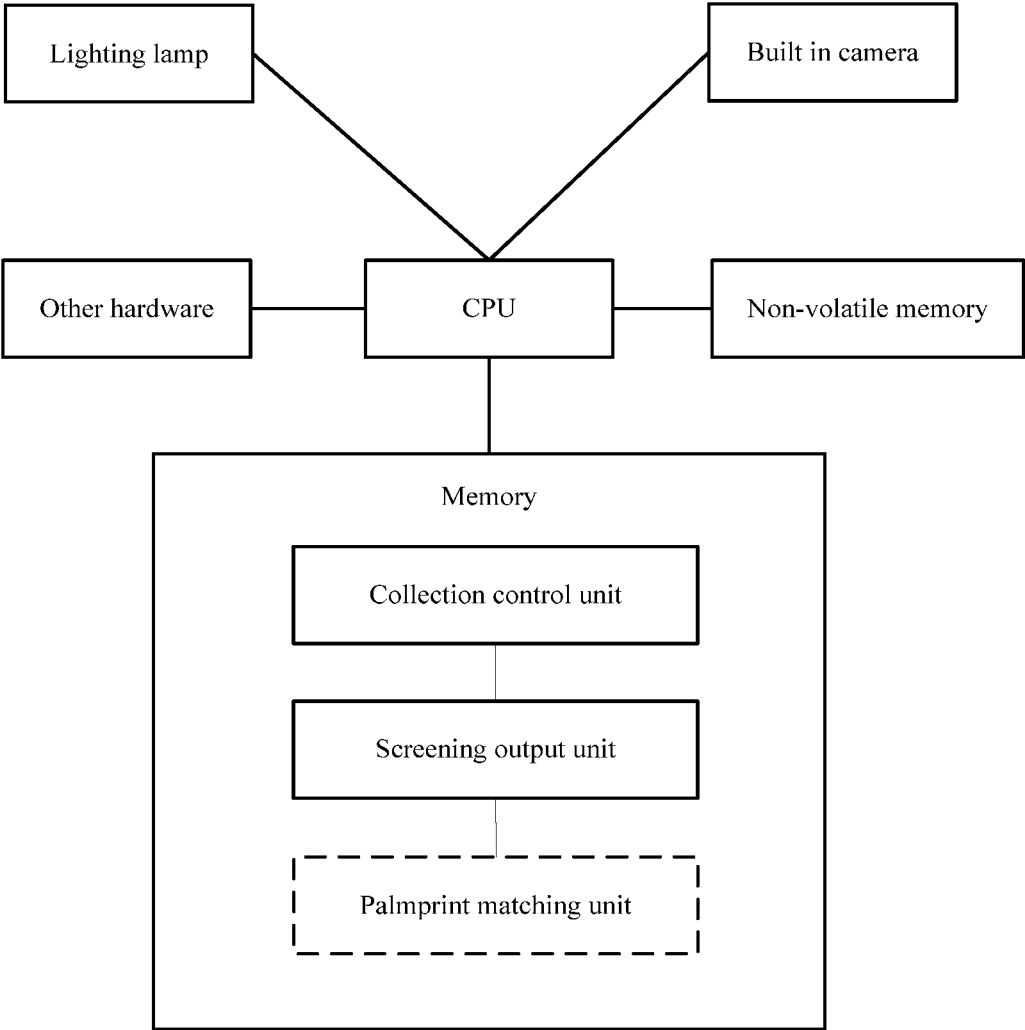 Lighting lamp
Built in camera
Other hardware
CPU
Non-volatile memory
Memory
Collection control unit
Screening output unit
Palmprint matching unit